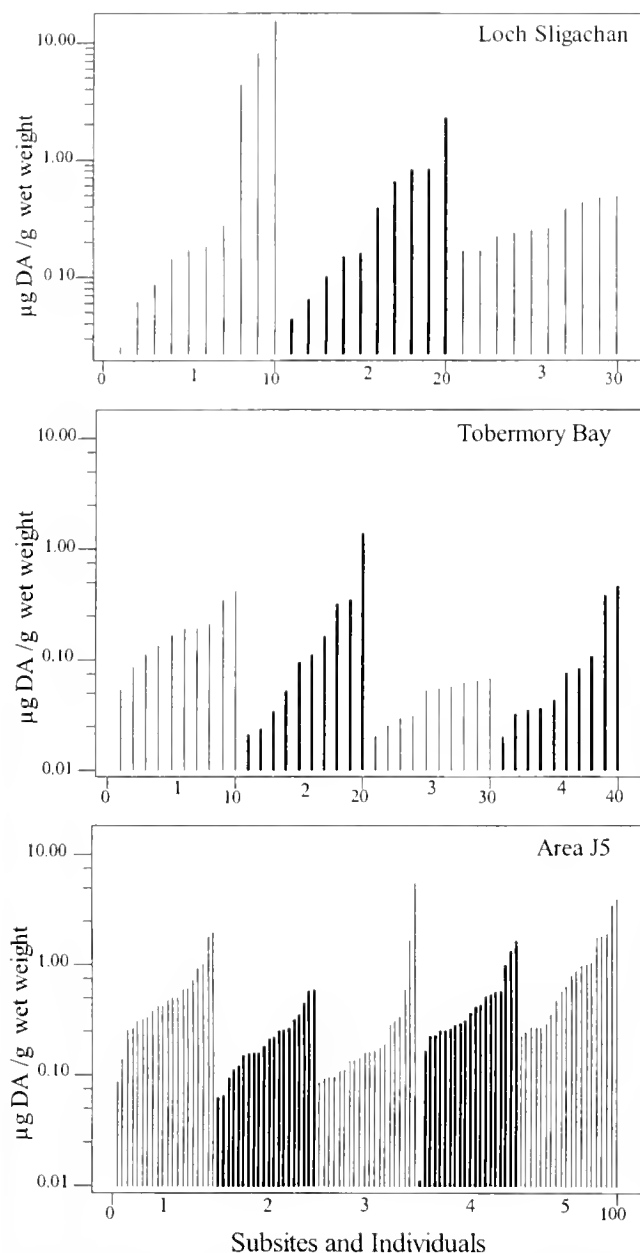 Loch Sligachan
10.00
1.00
0.10
µg DA /g wet weight
0 1 10 2 20 3 30
Tobermory Bay
10.00
1.00
0.10
0.01
µg DA /g wet weight
0 1 10 2 20 3 30 4 40
Area J5
10.00
1.00
0.10
0.01
µg DA /g wet weight
0 1 2 3 4 5 100
Subsites and Individuals